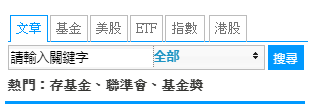 文章 基金 美股 ETF 指數 港股
請輸入關鍵字 全部 搜尋
熱門：存基金、聯準會、基金獎